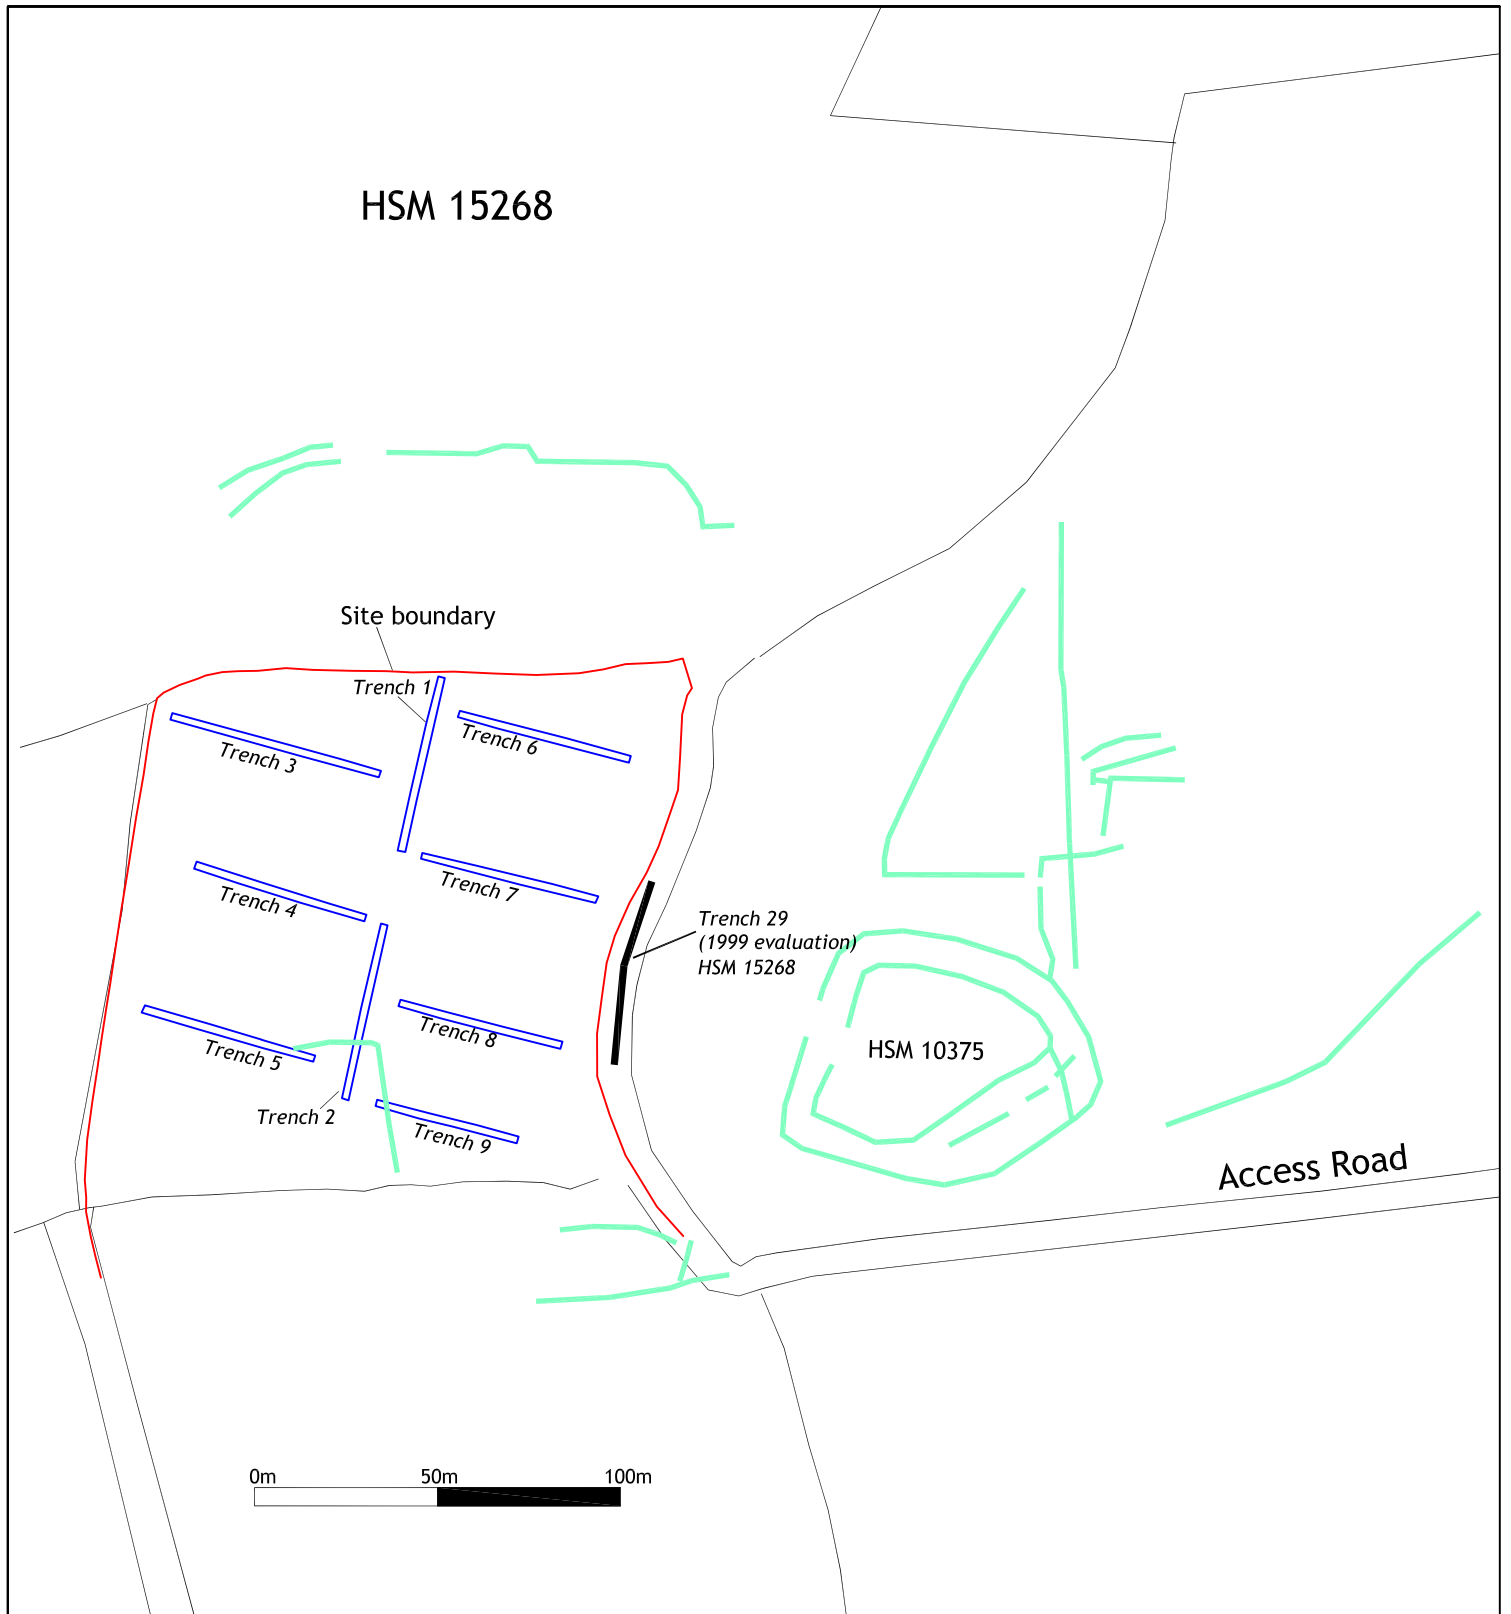 HSM 15268
Site boundary
Trench 1
Trench 3
Trench 6
Trench 7
Trench 4
Trench 29
(1999 evaluation)
HSM 15268
Trench 8
Trench 5
HSM 10375
Trench 2
Trench 9
Access Road
0m 50m 100m